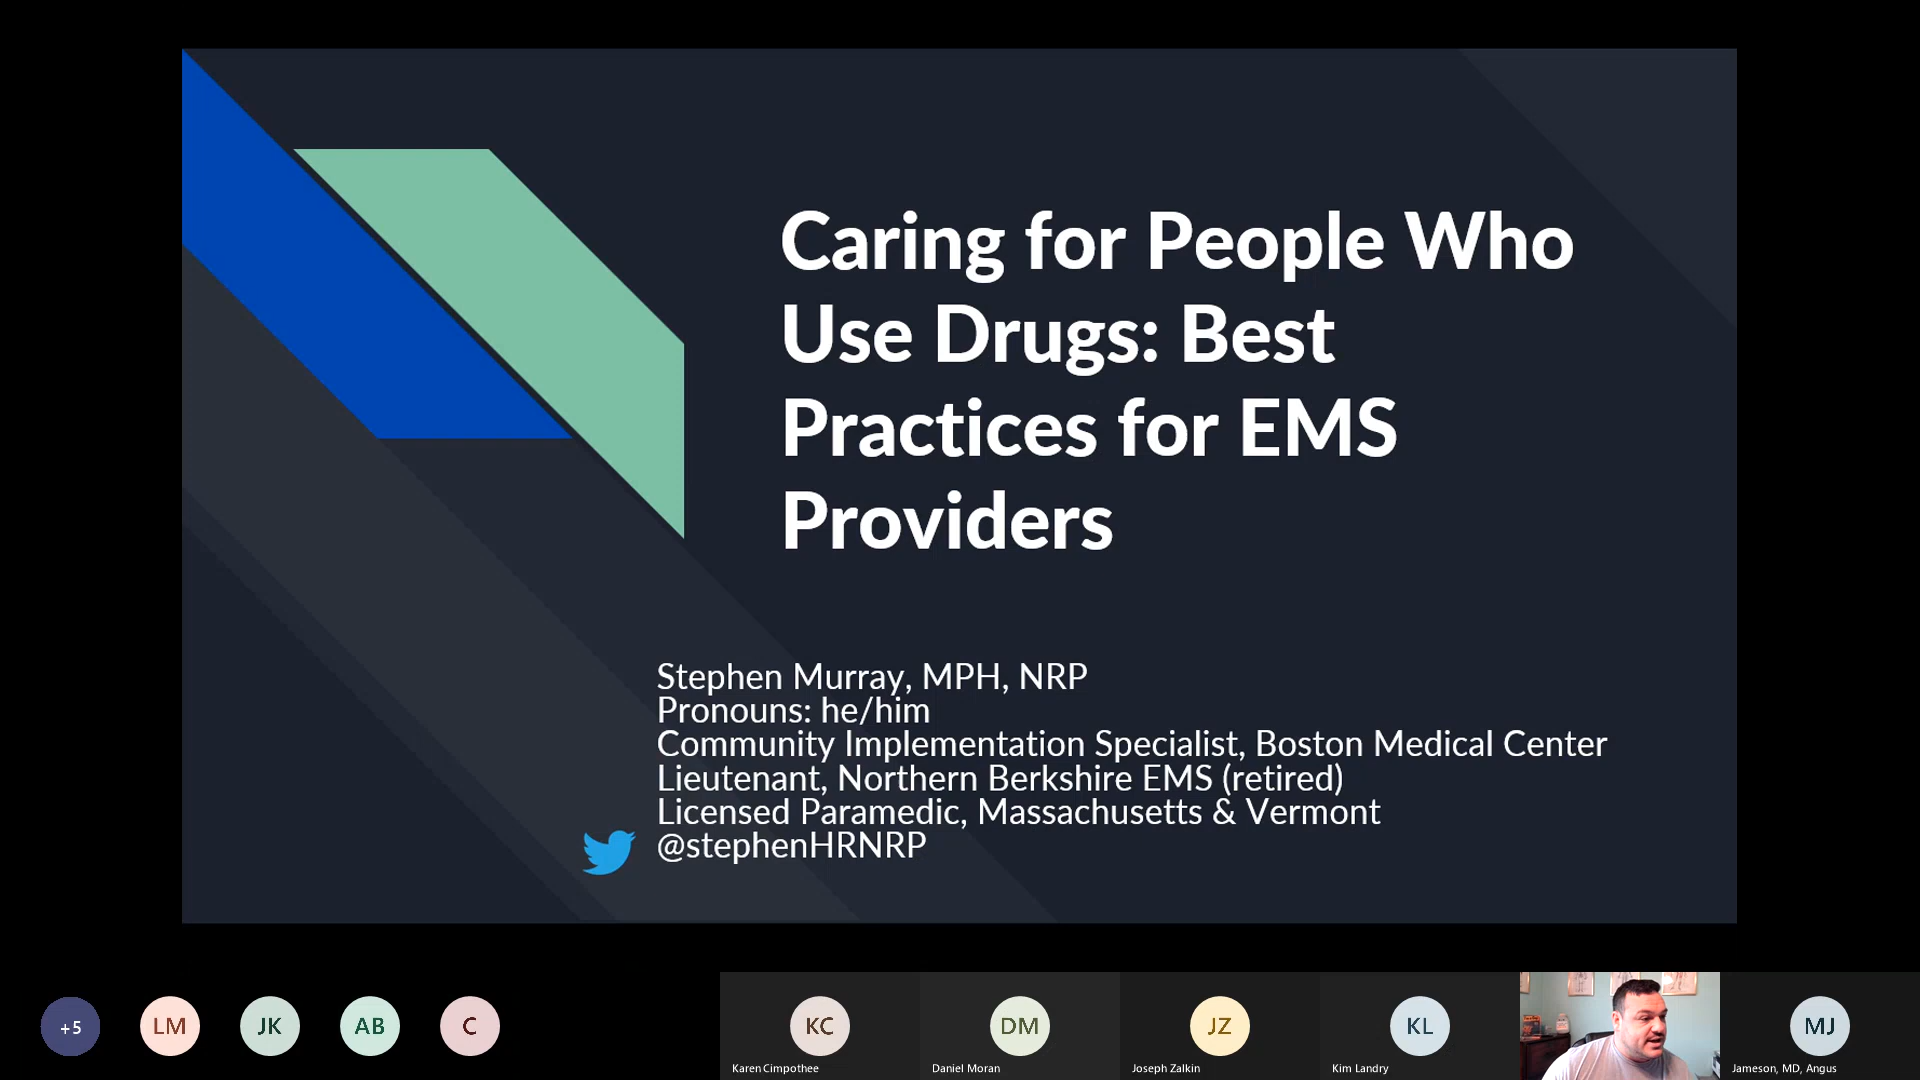 Caring for People Who
Use Drugs: Best
Practices for EMS
Providers
Stephen Murray, MPH, NRP
Pronouns: he/him
Community Implementation Specialist, Boston Medical Center
Lieutenant, Northern Berkshire EMS (retired)
Licensed Paramedic, Massachusetts & Vermont
@stephenHRNRP
+5
LM
JK
AB
C
KC
DM
JZ
KL
MJ
Karen Cimpothee
Daniel Moran
Joseph Zalkin
Kim Landry
Jameson, MD, Angus